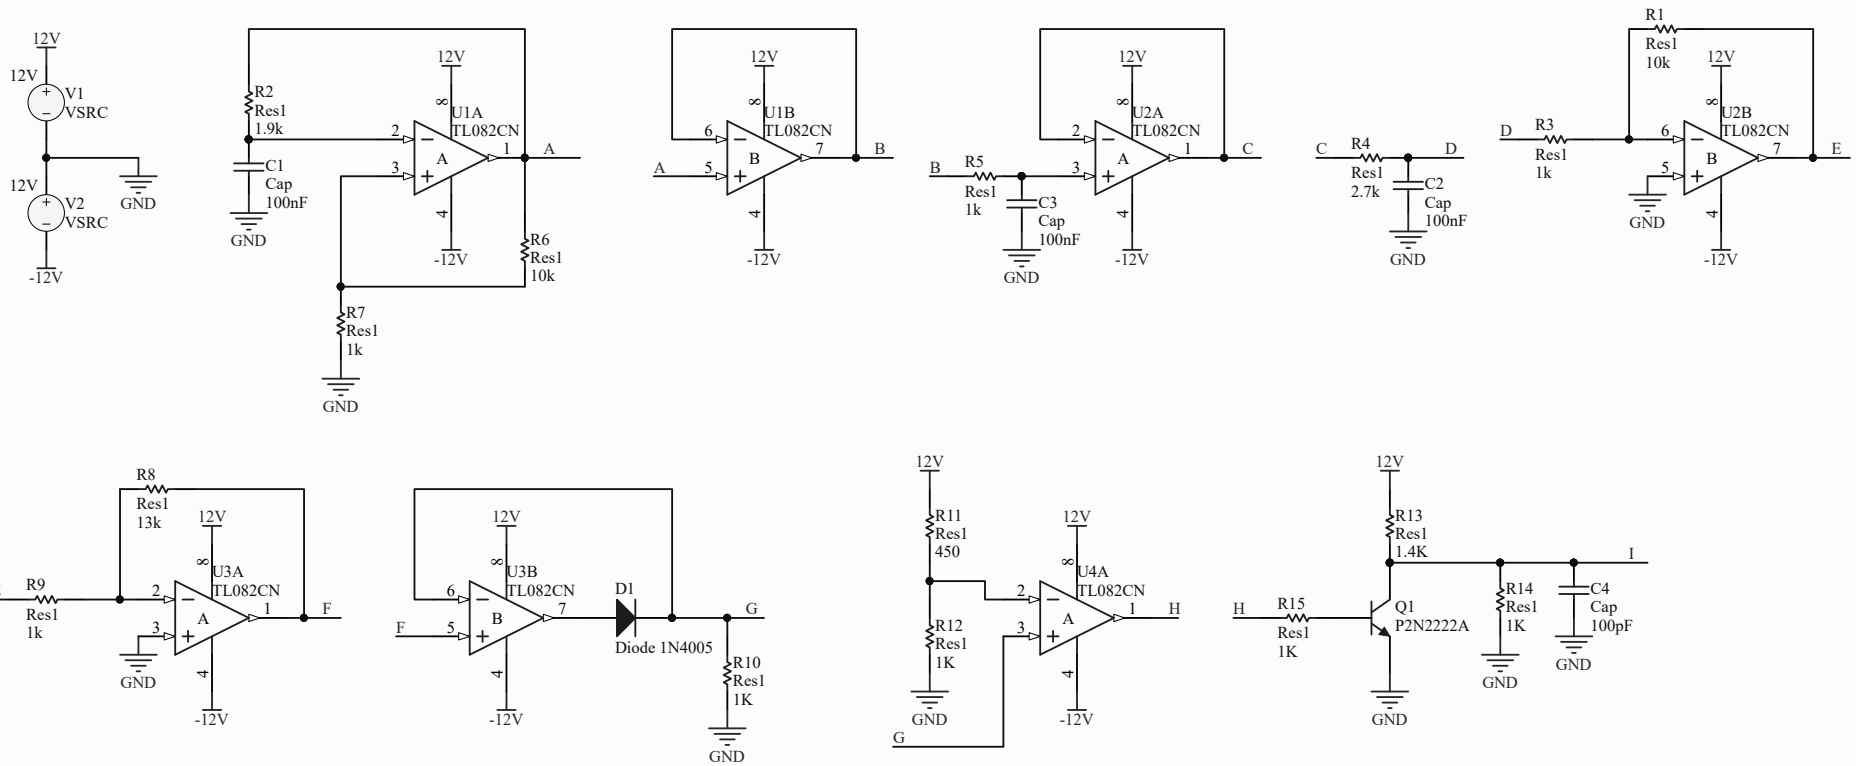 12V
12V
V1
VSRC
12V
V2
VSRC
GND
-12V
R2
Res1
1.9k
C1
Cap
100nF
GND
12V
8
U1A
TL082CN
2
3
A
1
A
4
-12V
R6
Res1
10k
R7
Res1
1k
GND
12V
8
U1B
TL082CN
6
5
B
7
B
A
4
-12V
12V
8
U2A
TL082CN
2
3
A
1
C
B
R5
Res1
1k
C3
Cap
100nF
GND
4
-12V
C
R4
Res1
2.7k
D
C2
Cap
100nF
GND
R1
Res1
10k
12V
8
U2B
TL082CN
D
R3
Res1
1k
6
5
B
7
E
GND
4
-12V
R8
Res1
13k
12V
8
U3A
TL082CN
R9
Res1
1k
2
3
A
1
F
GND
4
-12V
12V
8
U3B
TL082CN
6
5
B
7
F
D1
Diode 1N4005
G
R10
Res1
1K
GND
4
-12V
12V
R11
Res1
450
R12
Res1
1K
GND
G
12V
8
U4A
TL082CN
2
3
A
1
H
4
-12V
12V
R13
Res1
1.4K
I
H
R15
Res1
1K
Q1
P2N2222A
GND
R14
Res1
1K
GND
C4
Cap
100pF
GND